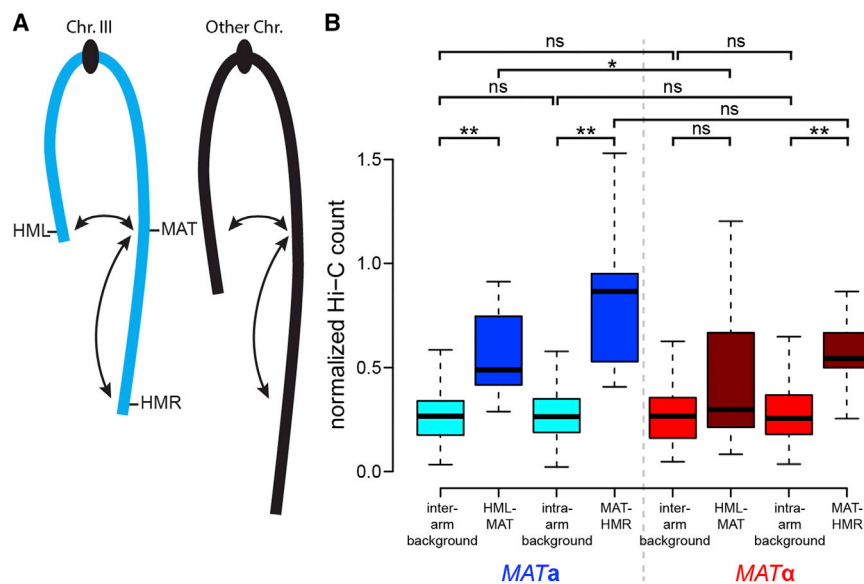 A
Chr. III
Other Chr.
HML
MAT
HMR
B
ns
ns
*
ns
ns
ns
**
**
ns
**
normalized Hi−C count
1.5
1.0
0.5
0.0
inter-
arm
background
HML-
MAT
intra-
arm
background
MAT-
HMR
inter-
arm
background
HML-
MAT
intra-
arm
background
MAT-
HMR
MATa
MATα